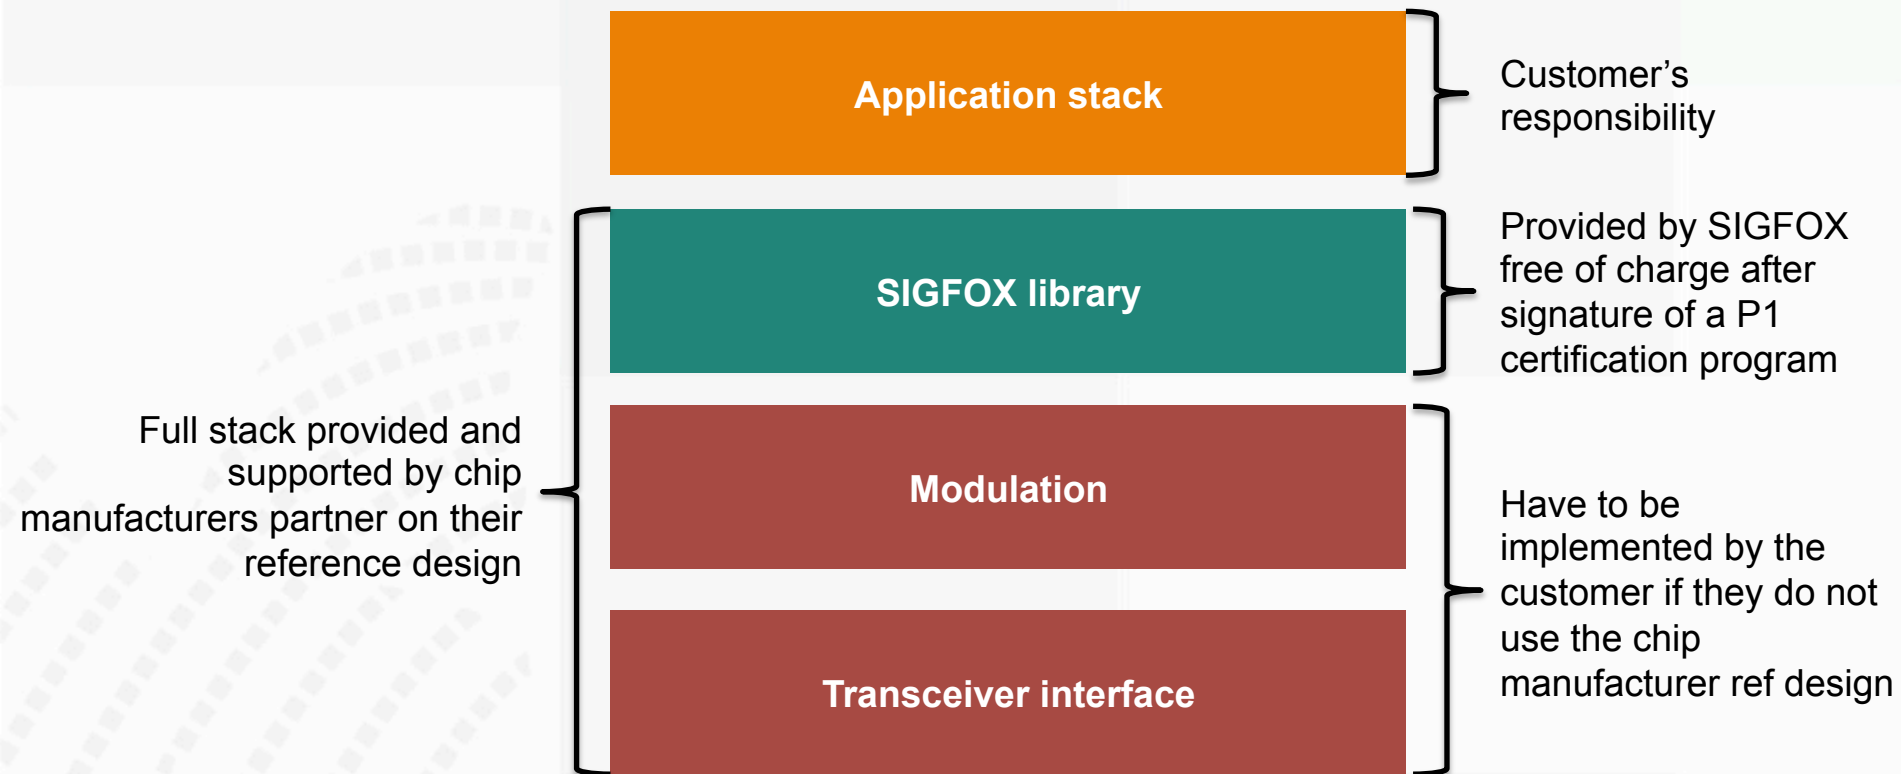 Application stack
Customer’s
responsibility
SIGFOX library
Provided by SIGFOX
free of charge after
signature of a P1
certification program
Full stack provided and
supported by chip
manufacturers partner on their
reference design
Modulation
Transceiver interface
Have to be
implemented by the
customer if they do not
use the chip
manufacturer ref design